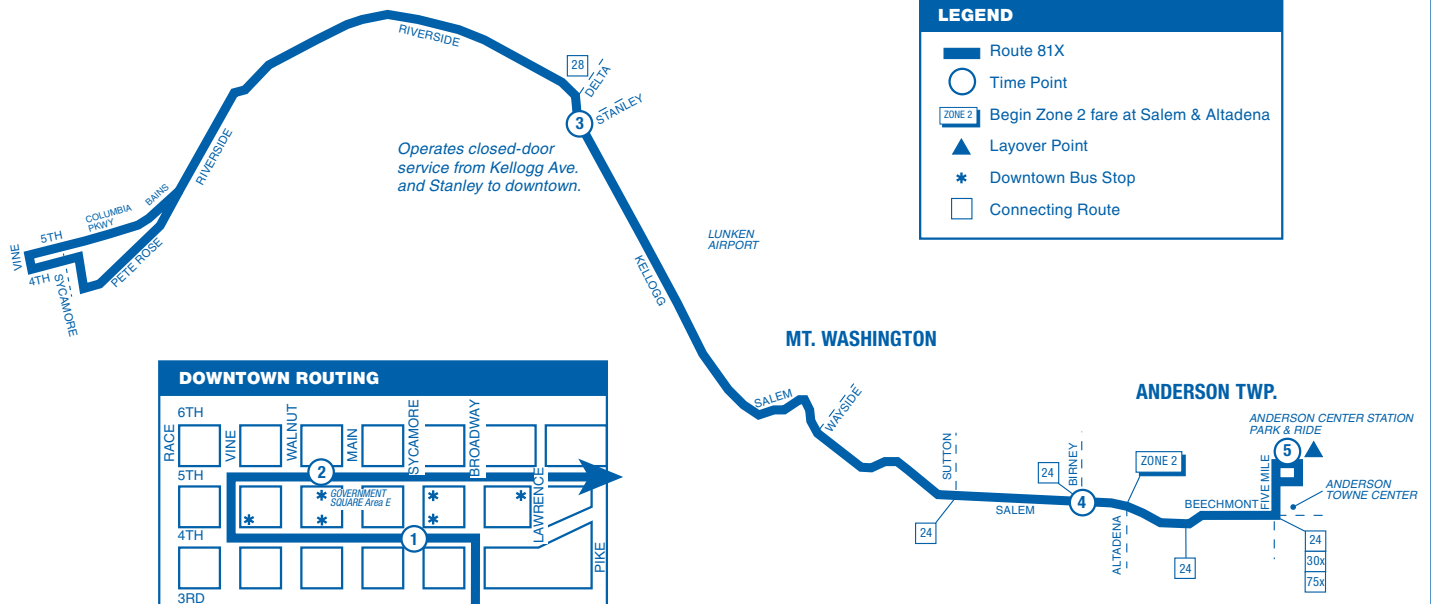 LEGEND
Route 81X
Time Point
ZONE 2 Begin Zone 2 fare at Salem & Altadena
Layover Point
* Downtown Bus Stop
Connecting Route
RIVERSIDE
28
DELTA
STANLEY
3
Operates closed-door
service from Kellogg Ave.
and Stanley to downtown.
RIVERSIDE
BAINS
COLUMBIA
PKWY
5TH
VINE
4TH
SYCAMORE
PETE ROSE
LUNKEN
AIRPORT
KELLOGG
MT. WASHINGTON
SALEM
WAYSIDE
ANDERSON TWP.
ANDERSON CENTER STATION
PARK & RIDE
5
SUTTON
24
BIRNEY
24
4
SALEM
ZONE 2
ALTADENA
BEECHMONT
24
FIVE MILE
ANDERSON
TOWNE CENTER
24
30x
75x
DOWNTOWN ROUTING
6TH
RACE
VINE
WALNUT
MAIN
SYCAMORE
BROADWAY
5TH
2
GOVERNMENT
SQUARE Area E
LAWRENCE
4TH
1
PIKE
3RD